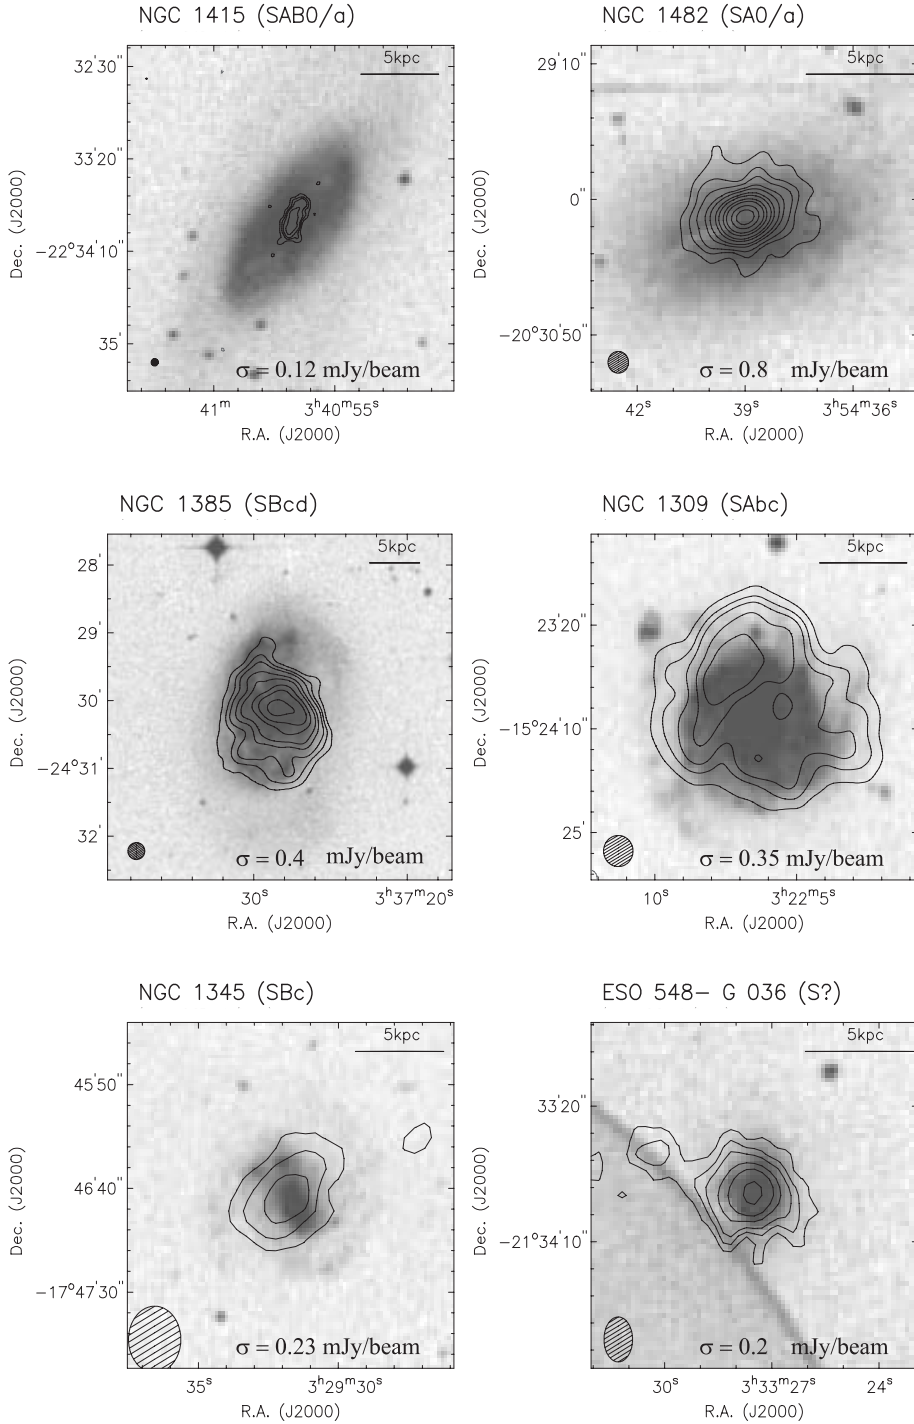 NGC 1415 (SAB0/a)
5kpc
32'30"
33'20"
−22°34'10"
35'
Dec. (J2000)
σ = 0.12 mJy/beam
41ᵐ
3ʰ40ᵐ55ˢ
R.A. (J2000)
NGC 1482 (SA0/a)
5kpc
29'10"
0"
−20°30'50"
Dec. (J2000)
σ = 0.8 mJy/beam
42ˢ
39ˢ
3ʰ54ᵐ36ˢ
R.A. (J2000)
NGC 1385 (SBcd)
5kpc
28'
29'
30'
−24°31'
32'
Dec. (J2000)
σ = 0.4 mJy/beam
30ˢ
3ʰ37ᵐ20ˢ
R.A. (J2000)
NGC 1309 (SAbc)
5kpc
23'20"
−15°24'10"
25'
Dec. (J2000)
σ = 0.35 mJy/beam
10ˢ
3ʰ22ᵐ5ˢ
R.A. (J2000)
NGC 1345 (SBc)
5kpc
45'50"
46'40"
−17°47'30"
Dec. (J2000)
σ = 0.23 mJy/beam
35ˢ
3ʰ29ᵐ30ˢ
R.A. (J2000)
ESO 548− G 036 (S?)
5kpc
33'20"
−21°34'10"
Dec. (J2000)
σ = 0.2 mJy/beam
30ˢ
3ʰ33ᵐ27ˢ
24ˢ
R.A. (J2000)